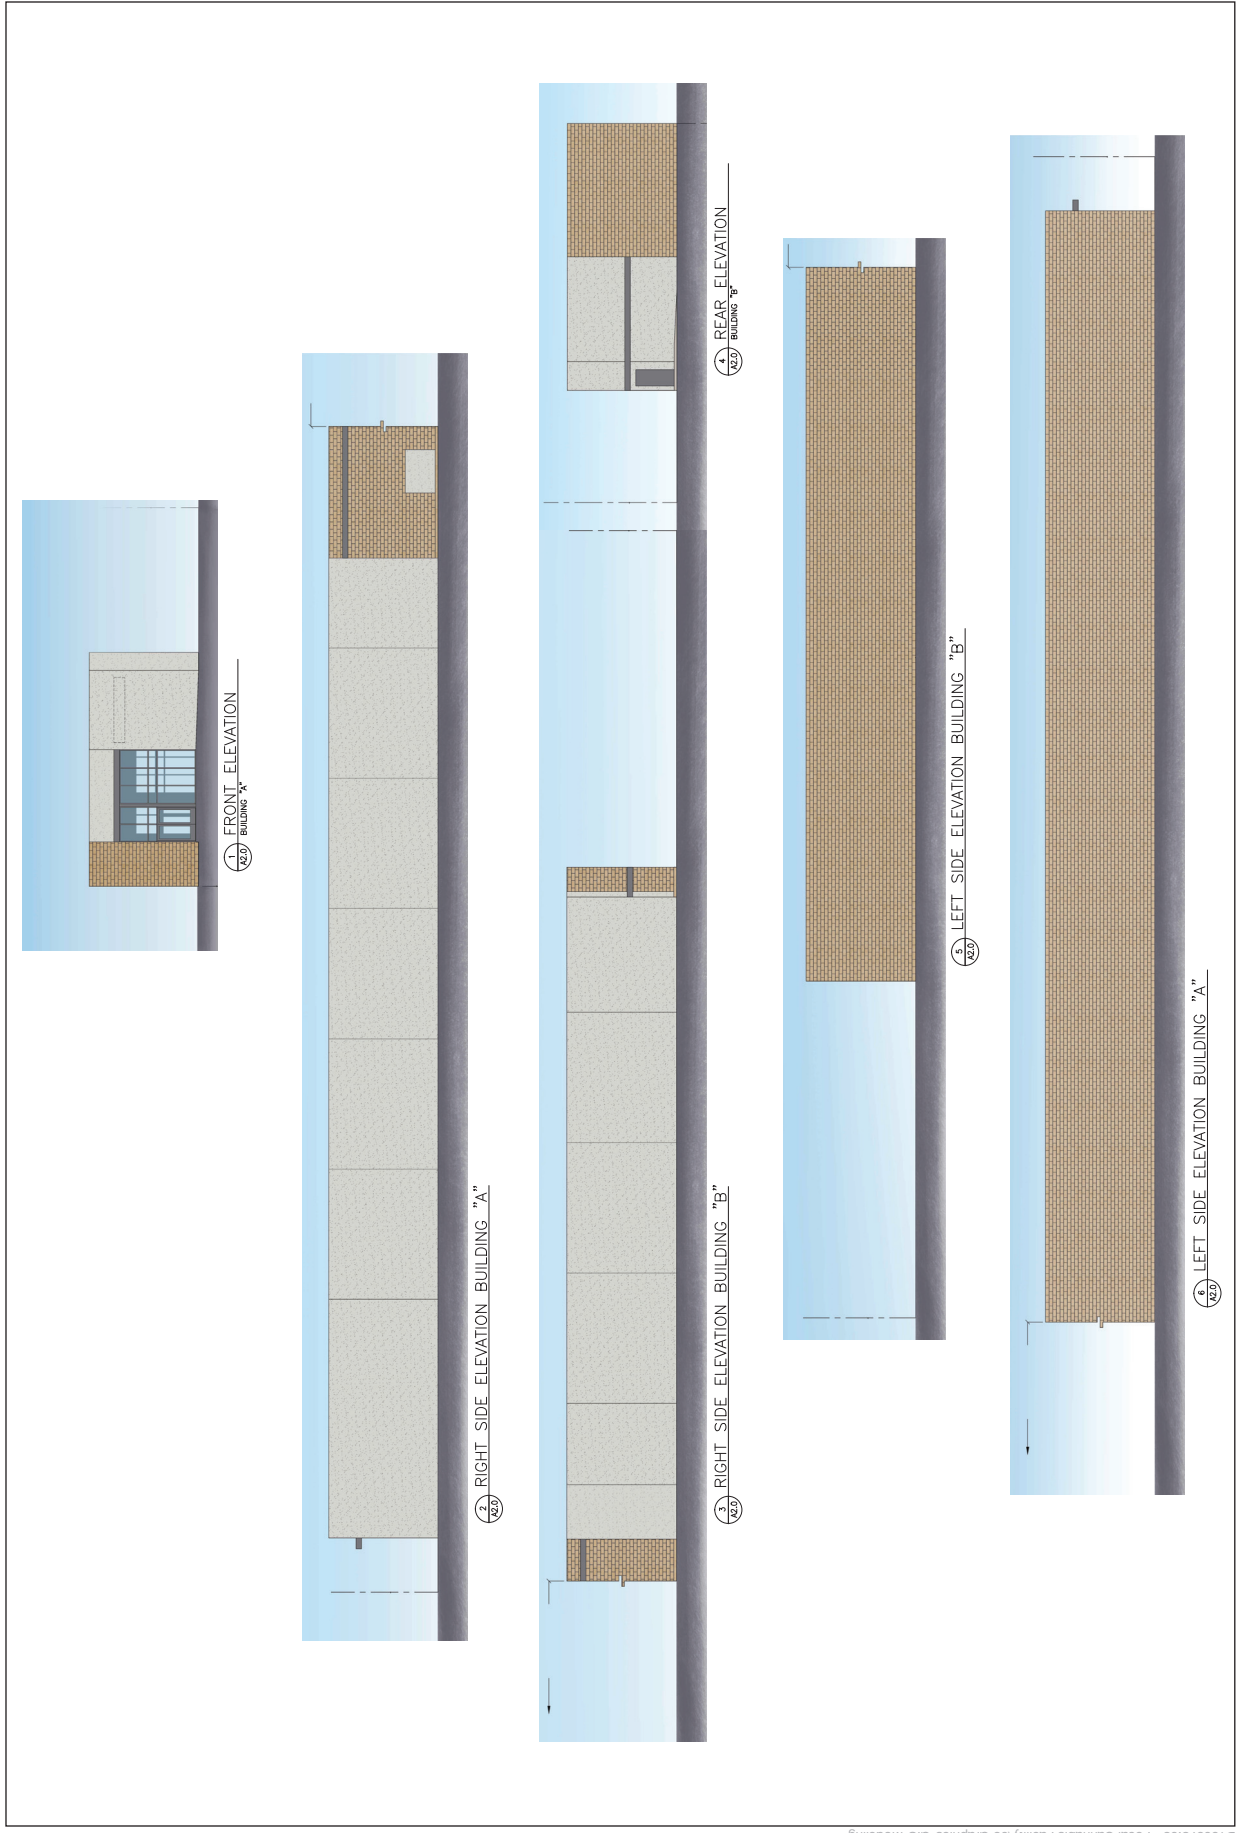 1
A2.0
FRONT ELEVATION
BUILDING "A"
2
A2.0
RIGHT SIDE ELEVATION BUILDING "A"
3
A2.0
RIGHT SIDE ELEVATION BUILDING "B"
4
A2.0
REAR ELEVATION
BUILDING "B"
5
A2.0
LEFT SIDE ELEVATION BUILDING "B"
6
A2.0
LEFT SIDE ELEVATION BUILDING "A"